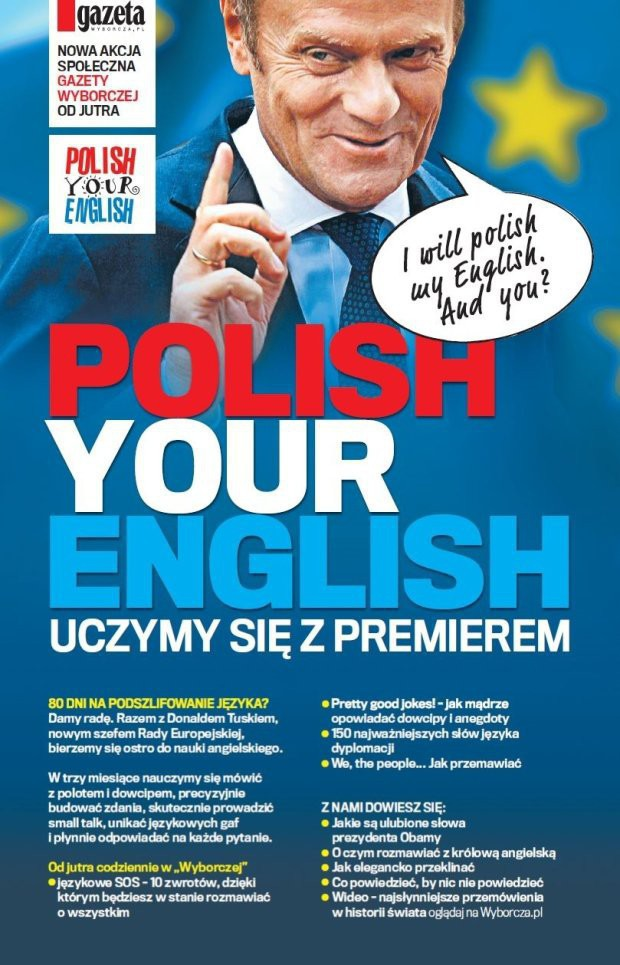 gazeta
WYBORCZA.PL
NOWA AKCJA
SPOŁECZNA
GAZETY
WYBORCZEJ
OD JUTRA
POLISH
YOUR
ENGLISH
I will polish
my English.
And you?
POLISH
YOUR
ENGLISH
UCZYMY SIĘ Z PREMIEREM
80 DNI NA PODSZLIFOWANIE JĘZYKA?
Damy radę. Razem z Donaldem Tuskiem,
nowym szefem Rady Europejskiej,
bierzemy się ostro do nauki angielskiego.
W trzy miesiące nauczymy się mówić
z polotem i dowcipem, precyzyjnie
budować zdania, skutecznie prowadzić
small talk, unikać językowych gaf
i płynnie odpowiadać na każde pytanie.
Od jutra codziennie w „Wyborczej”
• językowe SOS - 10 zwrotów, dzięki
którym będziesz w stanie rozmawiać
o wszystkim
• Pretty good jokes! - jak mądrze
opowiadać dowcipy i anegdoty
• 150 najważniejszych słów języka
dyplomacji
• We, the people... Jak przemawiać
Z NAMI DOWIESZ SIĘ:
• Jakie są ulubione słowa
prezydenta Obamy
• O czym rozmawiać z królową angielską
• Jak elegancko przeklinać
• Co powiedzieć, by nic nie powiedzieć
• Wideo - najsłynniejsze przemówienia
w historii świata oglądaj na Wyborcza.pl